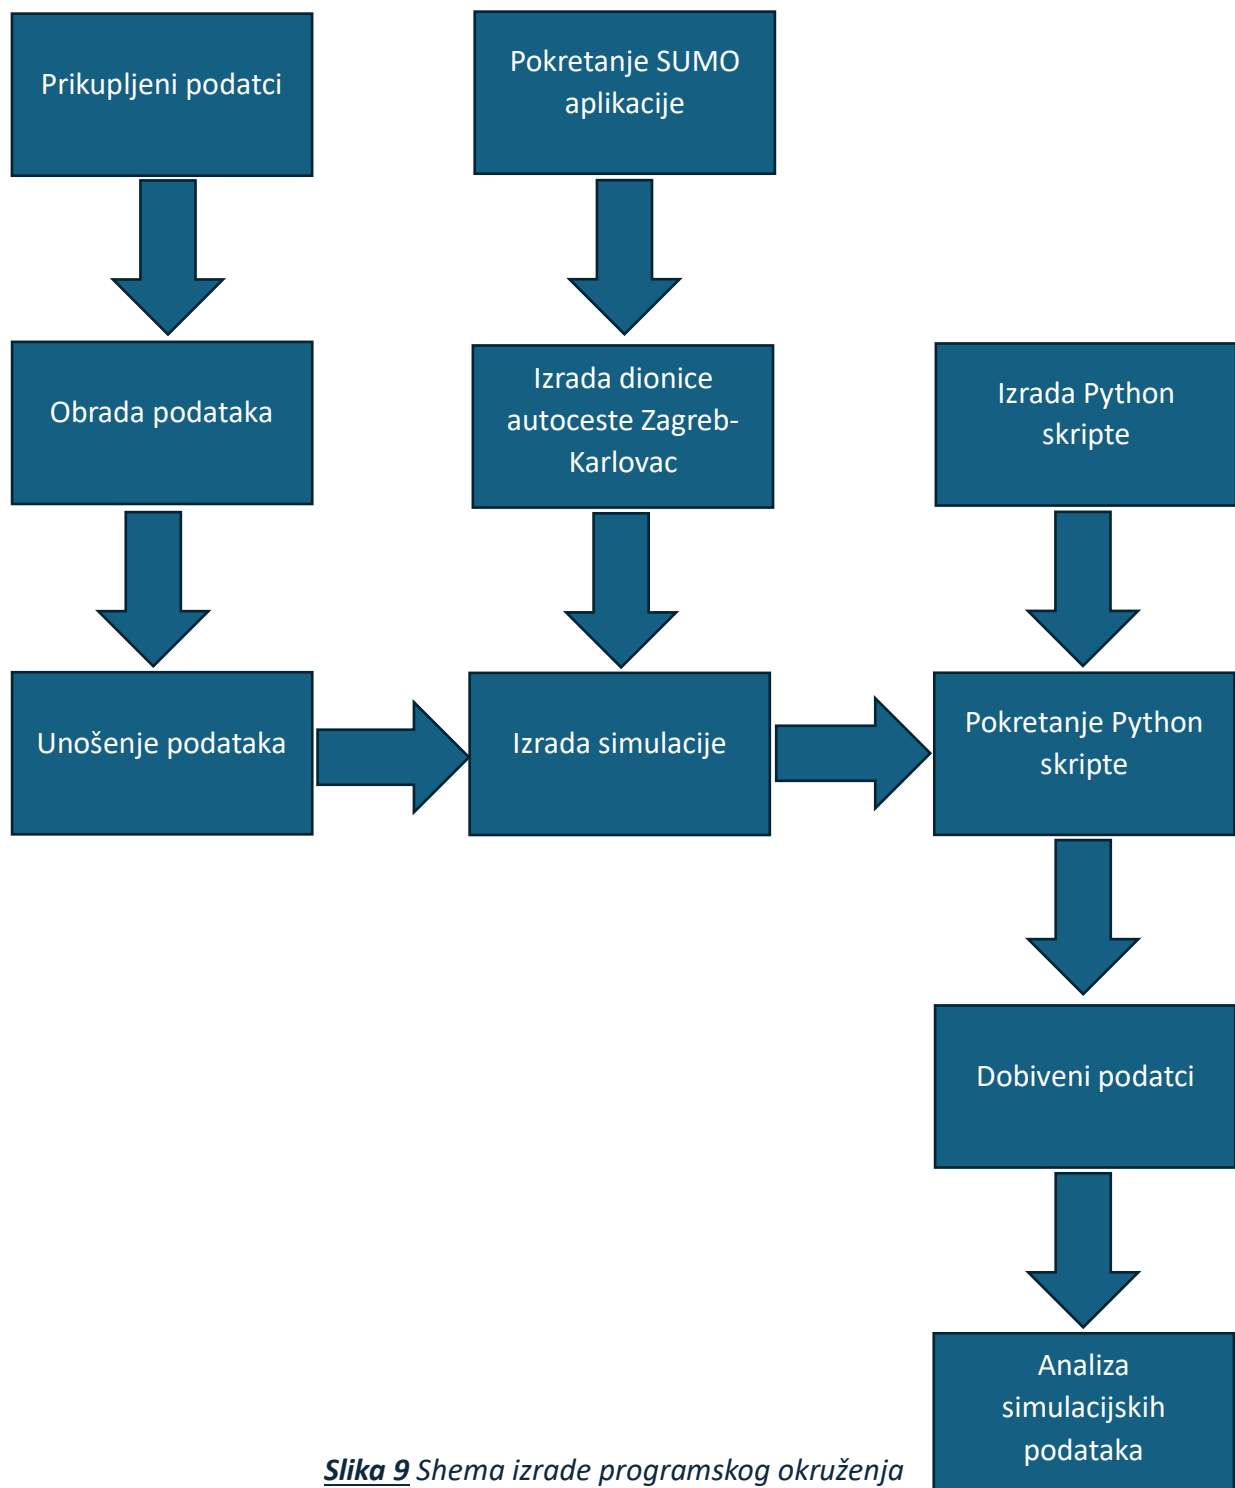 Prikupljeni podatci
Pokretanje SUMO
aplikacije
Obrada podataka
Izrada dionice
autoceste Zagreb-
Karlovac
Izrada Python
skripte
Unošenje podataka
Izrada simulacije
Pokretanje Python
skripte
Dobiveni podatci
Analiza
simulacijskih
podataka
Slika 9 Shema izrade programskog okruženja